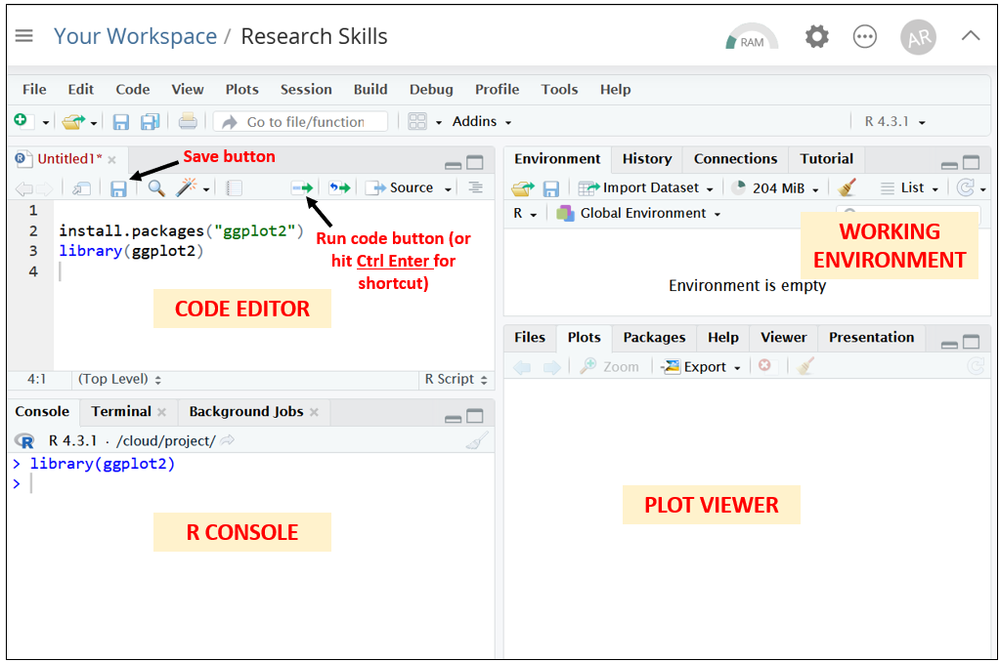 Your Workspace / Research Skills
RAM
AR
File Edit Code View Plots Session Build Debug Profile Tools Help
Go to file/function
Addins
R 4.3.1
Untitled1*
Save button
Source
1
2 install.packages("ggplot2")
3 library(ggplot2)
4
Run code button (or
hit Ctrl Enter for
shortcut)
CODE EDITOR
4:1 (Top Level) R Script
Console Terminal Background Jobs
R 4.3.1 · /cloud/project/
> library(ggplot2)
>
R CONSOLE
Environment History Connections Tutorial
Import Dataset 204 MiB List
R Global Environment
WORKING
ENVIRONMENT
Environment is empty
Files Plots Packages Help Viewer Presentation
Zoom Export
PLOT VIEWER